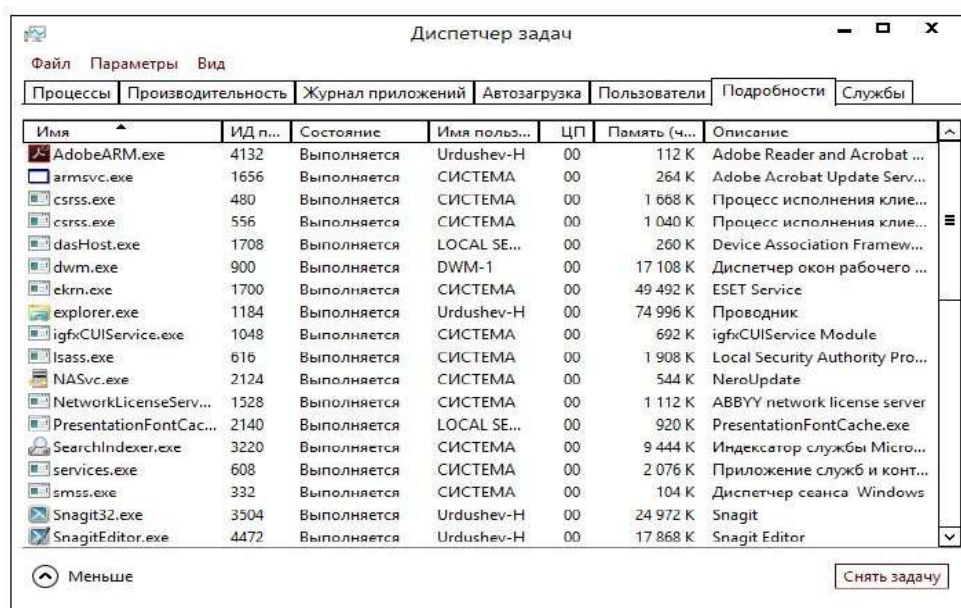 Диспетчер задач
Файл Параметры Вид
Процессы Производительность Журнал приложений Автозагрузка Пользователи Подробности Службы
Имя ИД п... Состояние Имя польз... ЦП Память (ч... Описание
AdobeARM.exe 4132 Выполняется Urdushev-H 00 112 K Adobe Reader and Acrobat ...
armsvc.exe 1656 Выполняется СИСТЕМА 00 264 K Adobe Acrobat Update Serv...
csrss.exe 480 Выполняется СИСТЕМА 00 1 668 K Процесс исполнения клие...
csrss.exe 556 Выполняется СИСТЕМА 00 1 040 K Процесс исполнения клие...
dasHost.exe 1708 Выполняется LOCAL SE... 00 260 K Device Association Framew...
dwm.exe 900 Выполняется DWM-1 00 17 108 K Диспетчер окон рабочего ...
ekrn.exe 1700 Выполняется СИСТЕМА 00 49 492 K ESET Service
explorer.exe 1184 Выполняется Urdushev-H 00 74 996 K Проводник
igfxCUIService.exe 1048 Выполняется СИСТЕМА 00 692 K igfxCUIService Module
lsass.exe 616 Выполняется СИСТЕМА 00 1 908 K Local Security Authority Pro...
NASvc.exe 2124 Выполняется СИСТЕМА 00 544 K NeroUpdate
NetworkLicenseServ... 1528 Выполняется СИСТЕМА 00 1 112 K ABBYY network license server
PresentationFontCac... 2140 Выполняется LOCAL SE... 00 920 K PresentationFontCache.exe
SearchIndexer.exe 3220 Выполняется СИСТЕМА 00 9 444 K Индексатор службы Micro...
services.exe 608 Выполняется СИСТЕМА 00 2 076 K Приложение служб и конт...
smss.exe 332 Выполняется СИСТЕМА 00 104 K Диспетчер сеанса Windows
Snagit32.exe 3504 Выполняется Urdushev-H 00 24 972 K Snagit
SnagitEditor.exe 4472 Выполняется Urdushev-H 00 17 868 K Snagit Editor
Меньше Снять задачу